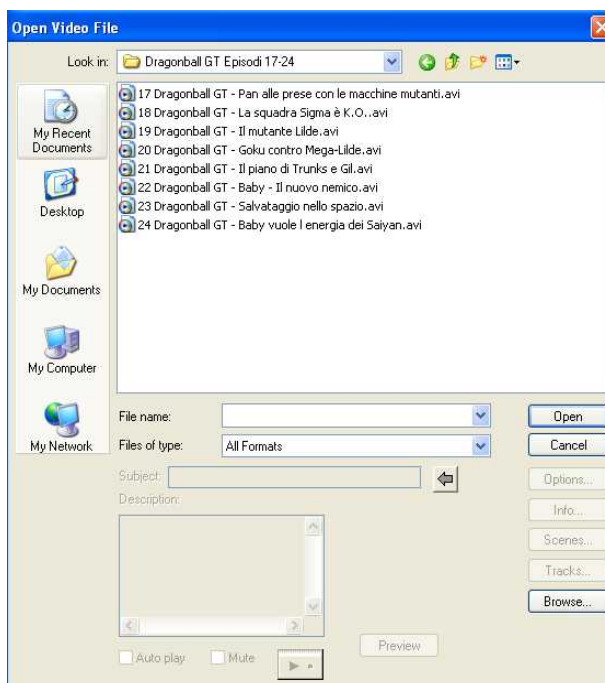 Open Video File
Look in: Dragonball GT Episodi 17-24
My Recent Documents
Desktop
My Documents
My Computer
My Network
17 Dragonball GT - Pan alle prese con le macchine mutanti.avi
18 Dragonball GT - La squadra Sigma è K.O..avi
19 Dragonball GT - Il mutante Lilde.avi
20 Dragonball GT - Goku contro Mega-Lilde.avi
21 Dragonball GT - Il piano di Trunks e Gil.avi
22 Dragonball GT - Baby - Il nuovo nemico.avi
23 Dragonball GT - Salvataggio nello spazio.avi
24 Dragonball GT - Baby vuole l energia dei Saiyan.avi
File name:
Open
Files of type: All Formats
Cancel
Subject:
Options...
Description:
Info...
Scenes...
Tracks...
Browse...
Preview
Auto play
Mute